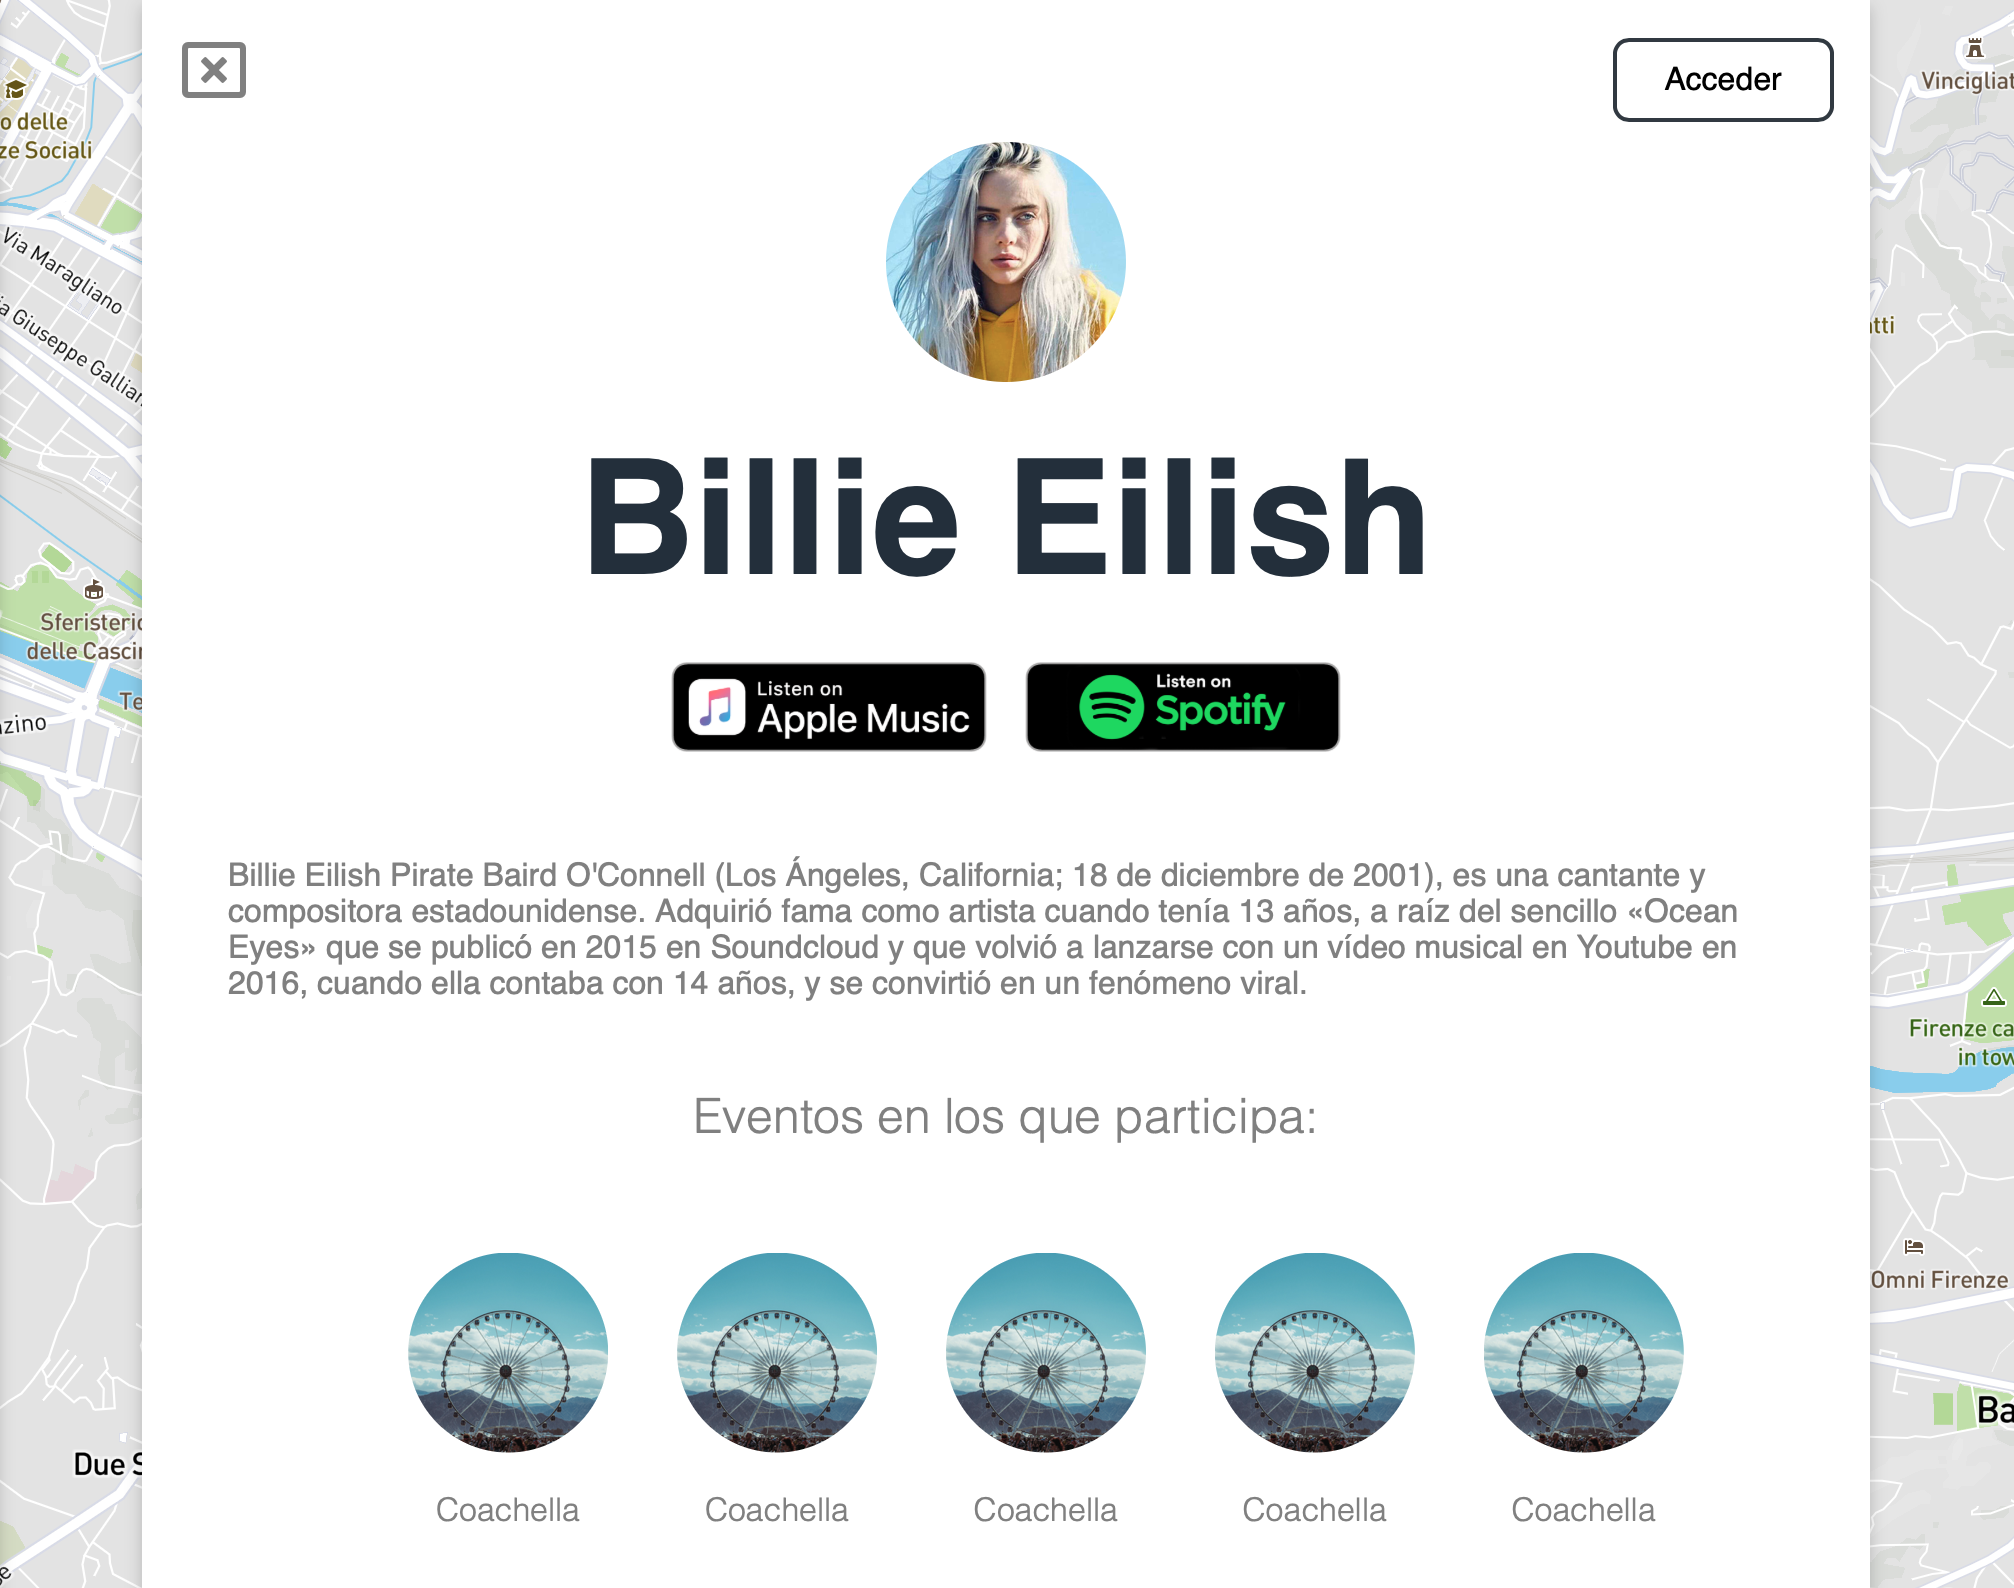 Acceder
Vincigliat
o delle
ze Sociali
Via Maragliano
Giuseppe Gallian
tti
Billie Eilish
Sferisterio
delle Cascin
Te
zino
Listen on
Apple Music
Listen on
Spotify
Billie Eilish Pirate Baird O'Connell (Los Ángeles, California; 18 de diciembre de 2001), es una cantante y
compositora estadounidense. Adquirió fama como artista cuando tenía 13 años, a raíz del sencillo «Ocean
Eyes» que se publicó en 2015 en Soundcloud y que volvió a lanzarse con un vídeo musical en Youtube en
2016, cuando ella contaba con 14 años, y se convirtió en un fenómeno viral.
Firenze ca
in tow
Eventos en los que participa:
Omni Firenze
Ba
Due S
Coachella
Coachella
Coachella
Coachella
Coachella